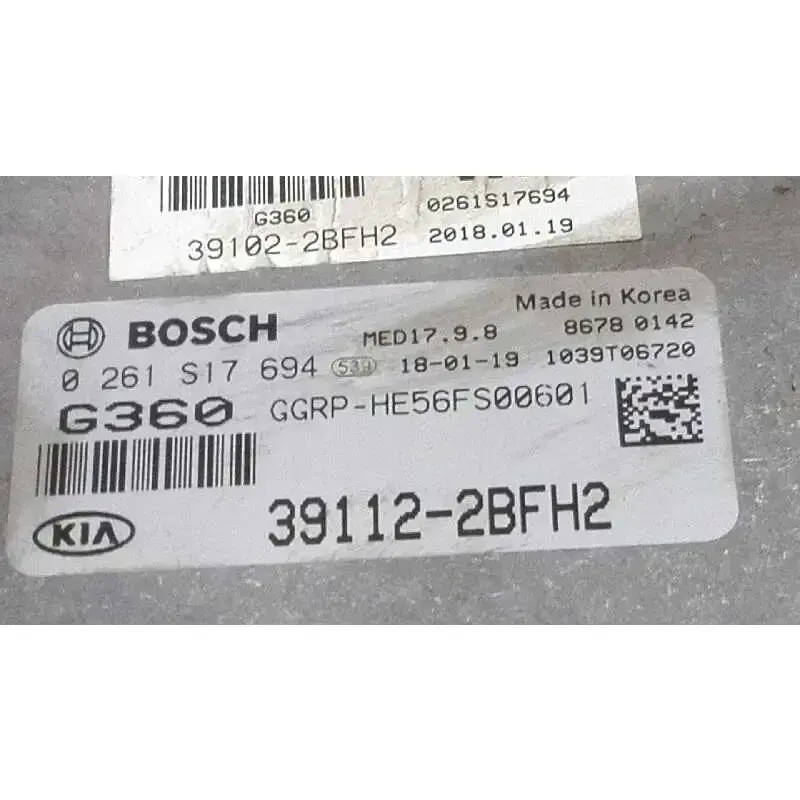 G360
39102-2BFH2
0261S17694
2018.01.19
BOSCH
Made in Korea
MED17.9.8
8678 0142
0 261 S17 694 539 18-01-19 1039T06720
G360 GGRP-HE56FS00601
KIA
39112-2BFH2